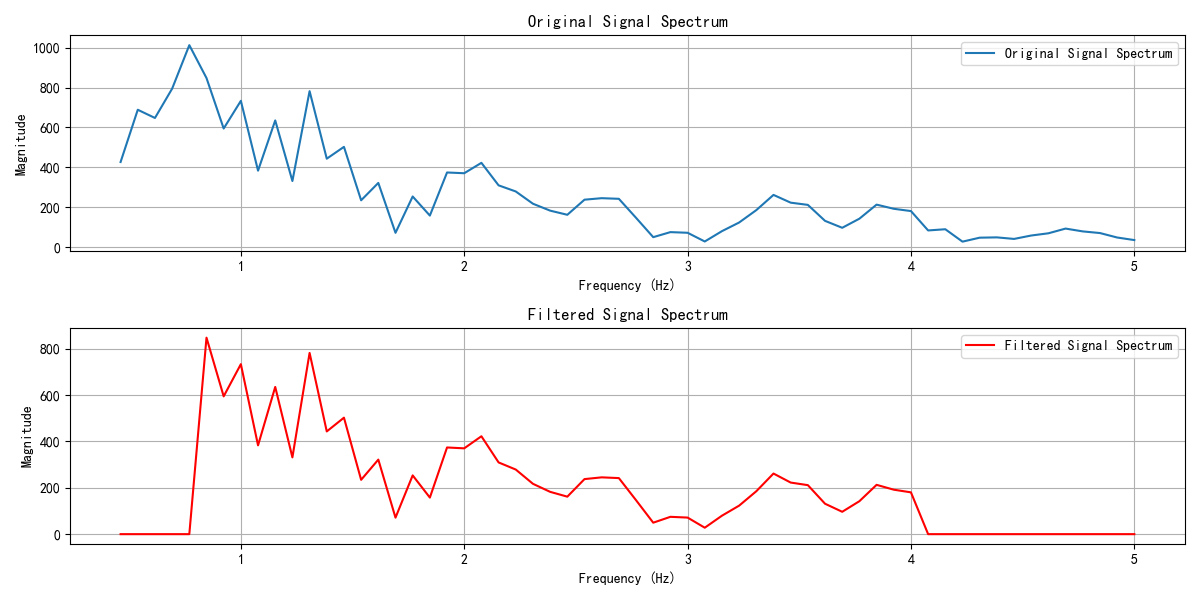 Original Signal Spectrum
Original Signal Spectrum
Magnitude
1000
800
600
400
200
0
1 2 3 4 5
Frequency (Hz)
Filtered Signal Spectrum
Filtered Signal Spectrum
Magnitude
800
600
400
200
0
1 2 3 4 5
Frequency (Hz)